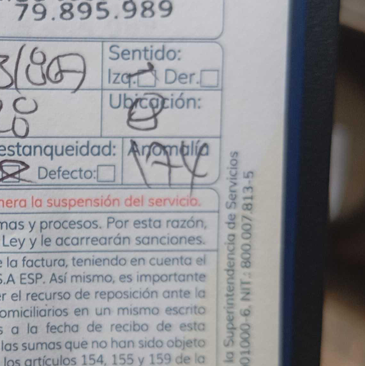 79.895.989
Sentido:
Izq. Der.
Ubicación:
8
estanqueidad: Anomalía
Defecto: 174
nera la suspensión del servicio.
mas y procesos. Por esta razón,
Ley y le acarrearán sanciones.
e la factura, teniendo en cuenta el
S.A ESP. Así mismo, es importante
er el recurso de reposición ante la
omiciliarios en un mismo escrito
s a la fecha de recibo de esta
las sumas que no han sido objeto
los artículos 154, 155 y 159 de la
la Superintendencia de Servicios
01000-6, NIT.: 800.007.813-5